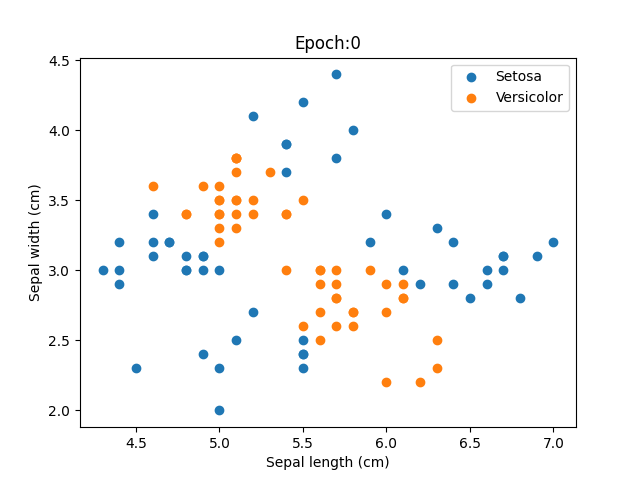 Epoch:0
Setosa
Versicolor
4.5
4.0
3.5
3.0
2.5
2.0
Sepal width (cm)
4.5 5.0 5.5 6.0 6.5 7.0
Sepal length (cm)